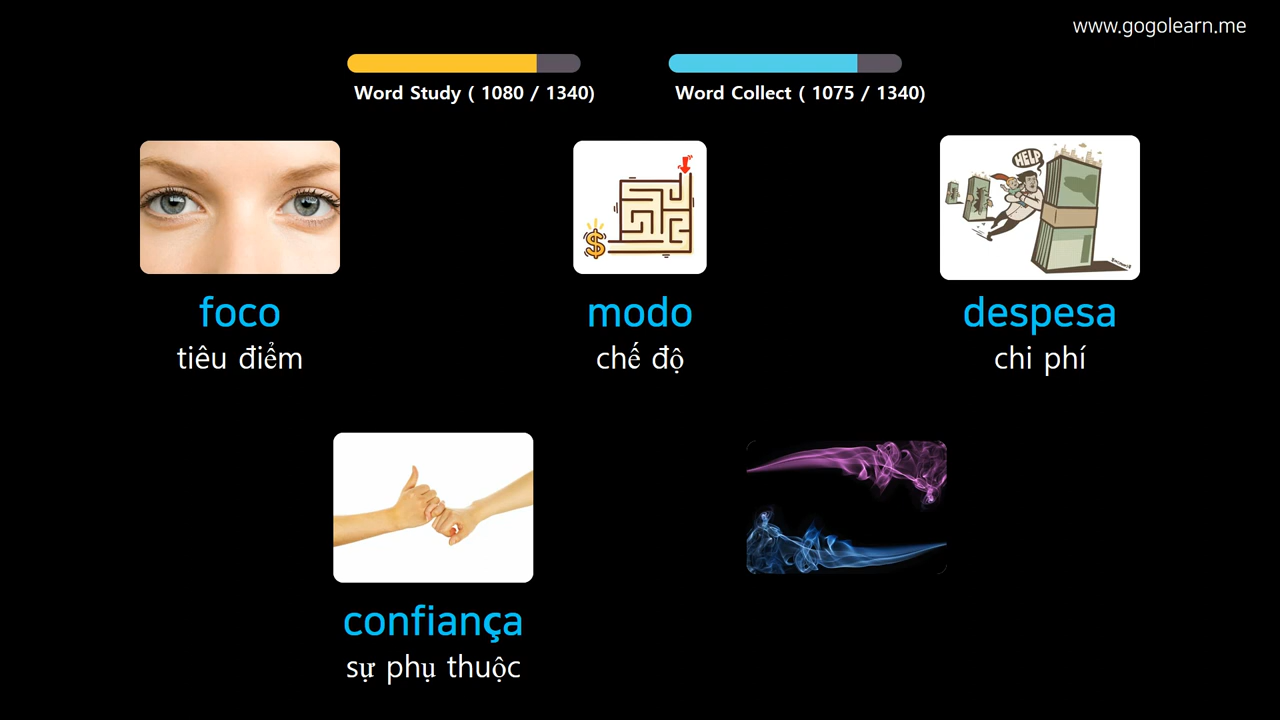 www.gogolearn.me
Word Study ( 1080 / 1340)
Word Collect ( 1075 / 1340)
HELP
$
foco
modo
despesa
tiêu điểm
chế độ
chi phí
confiança
sự phụ thuộc